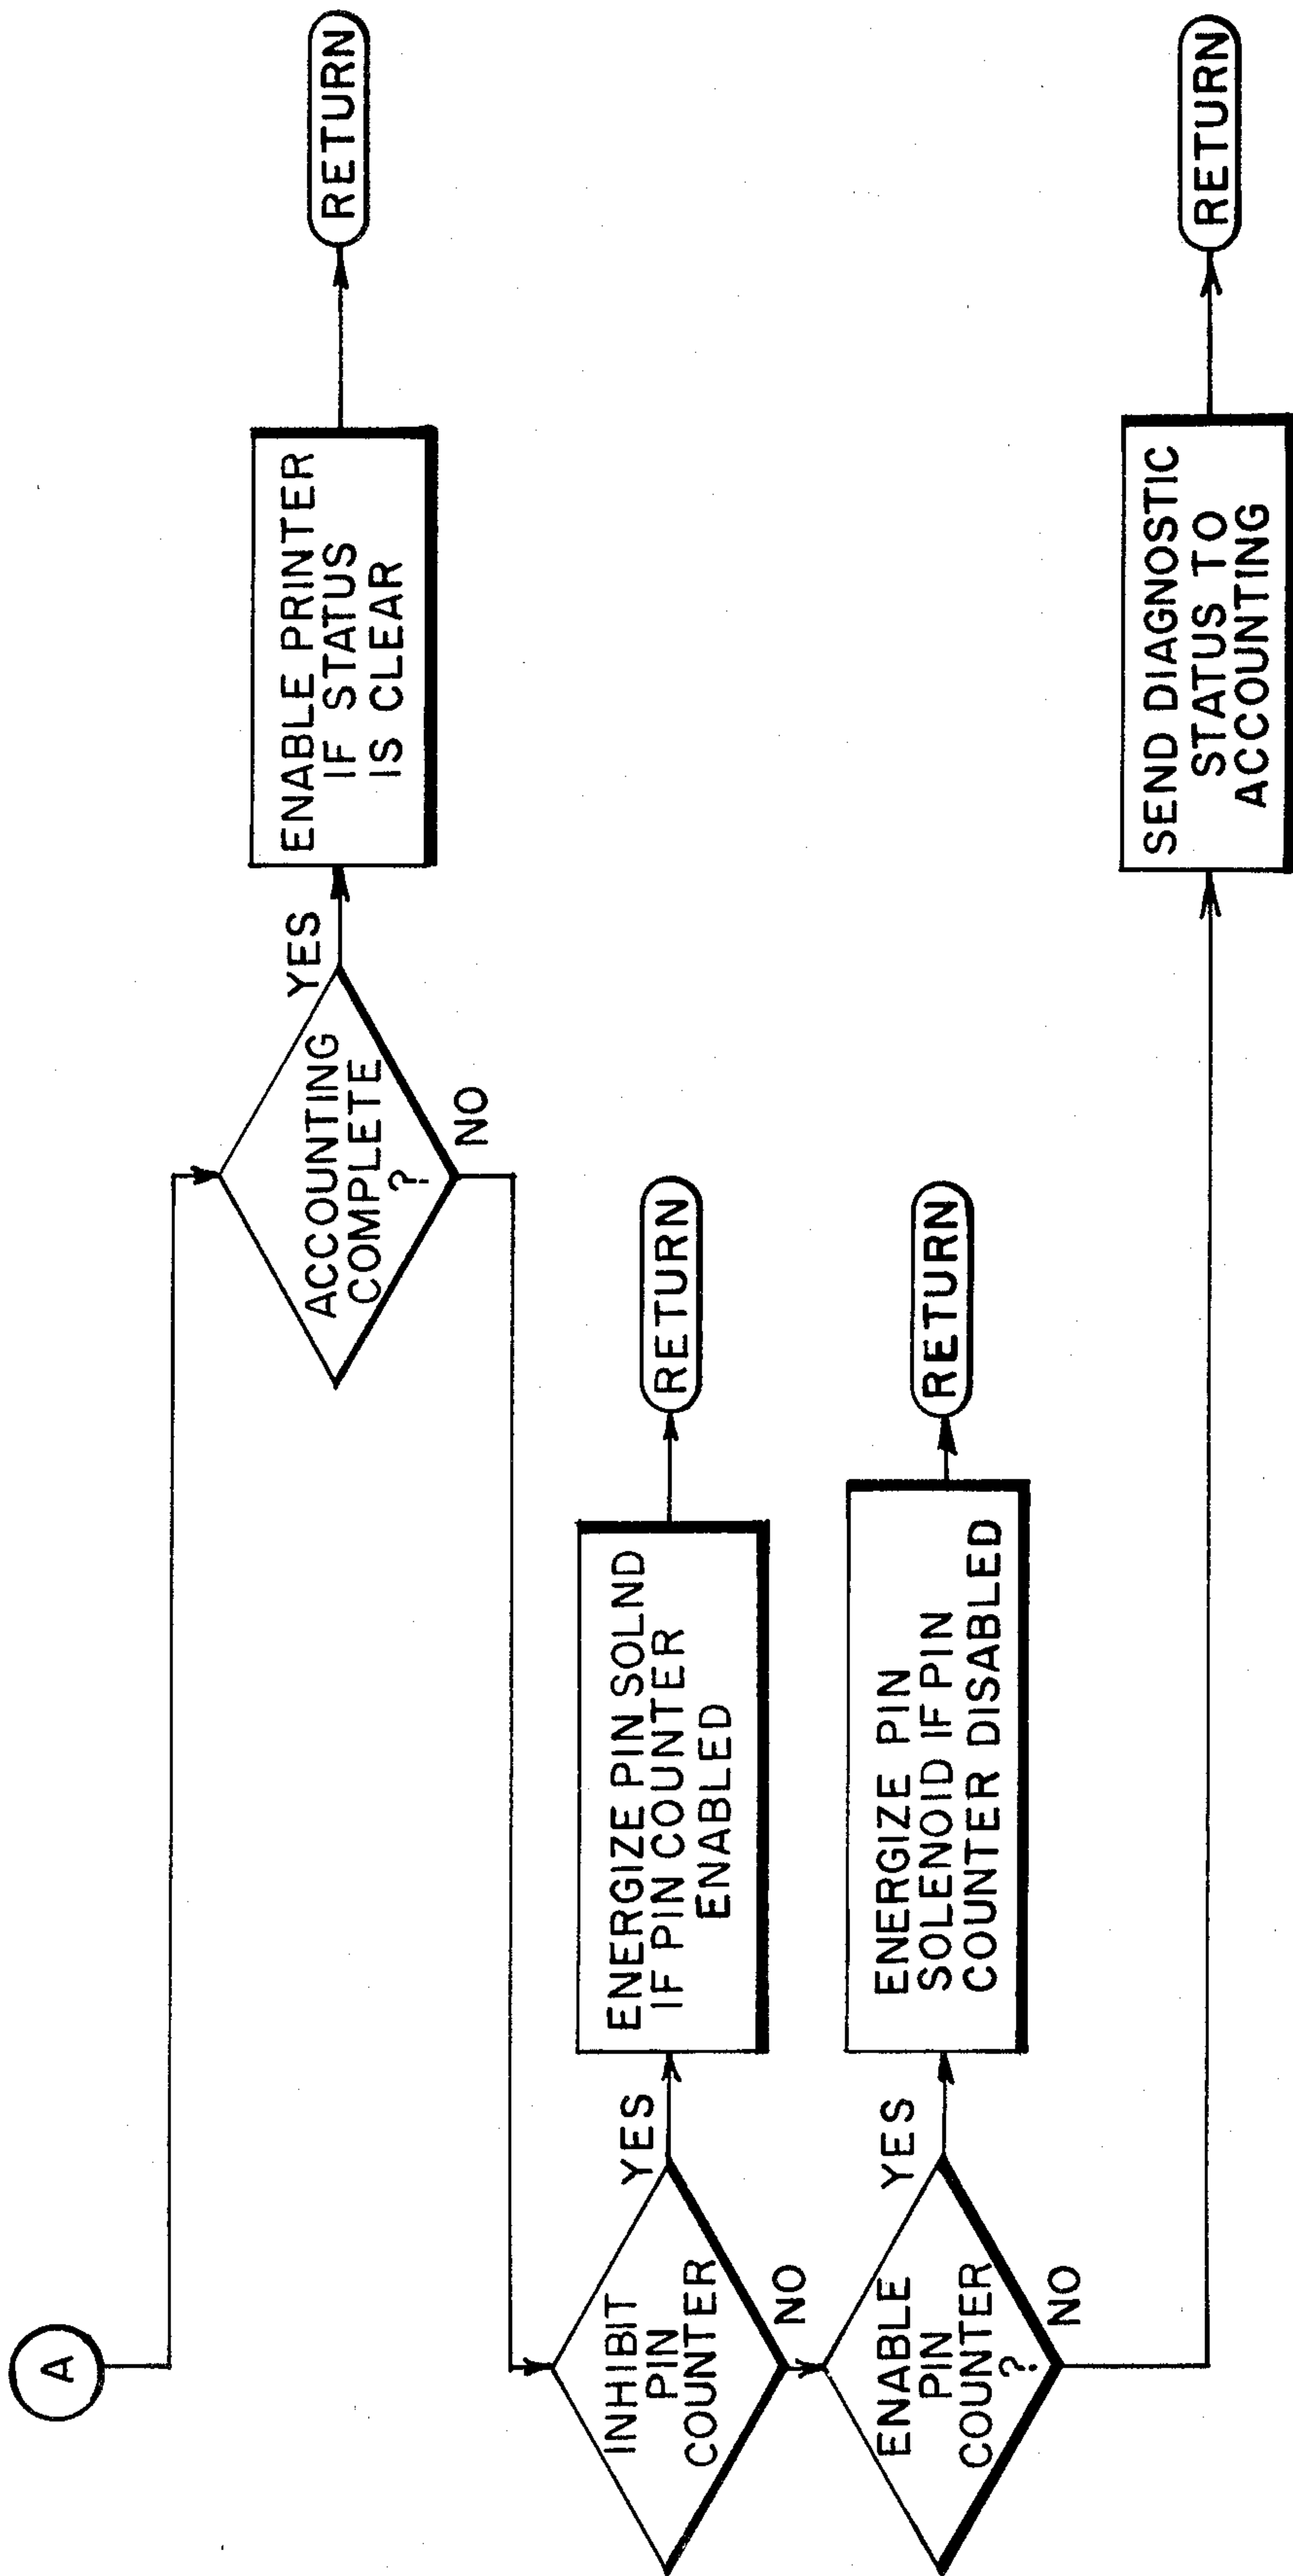 A
ACCOUNTING
COMPLETE
?
YES
ENABLE PRINTER
IF STATUS
IS CLEAR
RETURN
NO
INHIBIT
PIN
COUNTER
YES
ENERGIZE PIN SOLND
IF PIN COUNTER
ENABLED
RETURN
NO
ENABLE
PIN
COUNTER
?
YES
ENERGIZE PIN
SOLENOID IF PIN
COUNTER DISABLED
RETURN
NO
SEND DIAGNOSTIC
STATUS TO
ACCOUNTING
RETURN